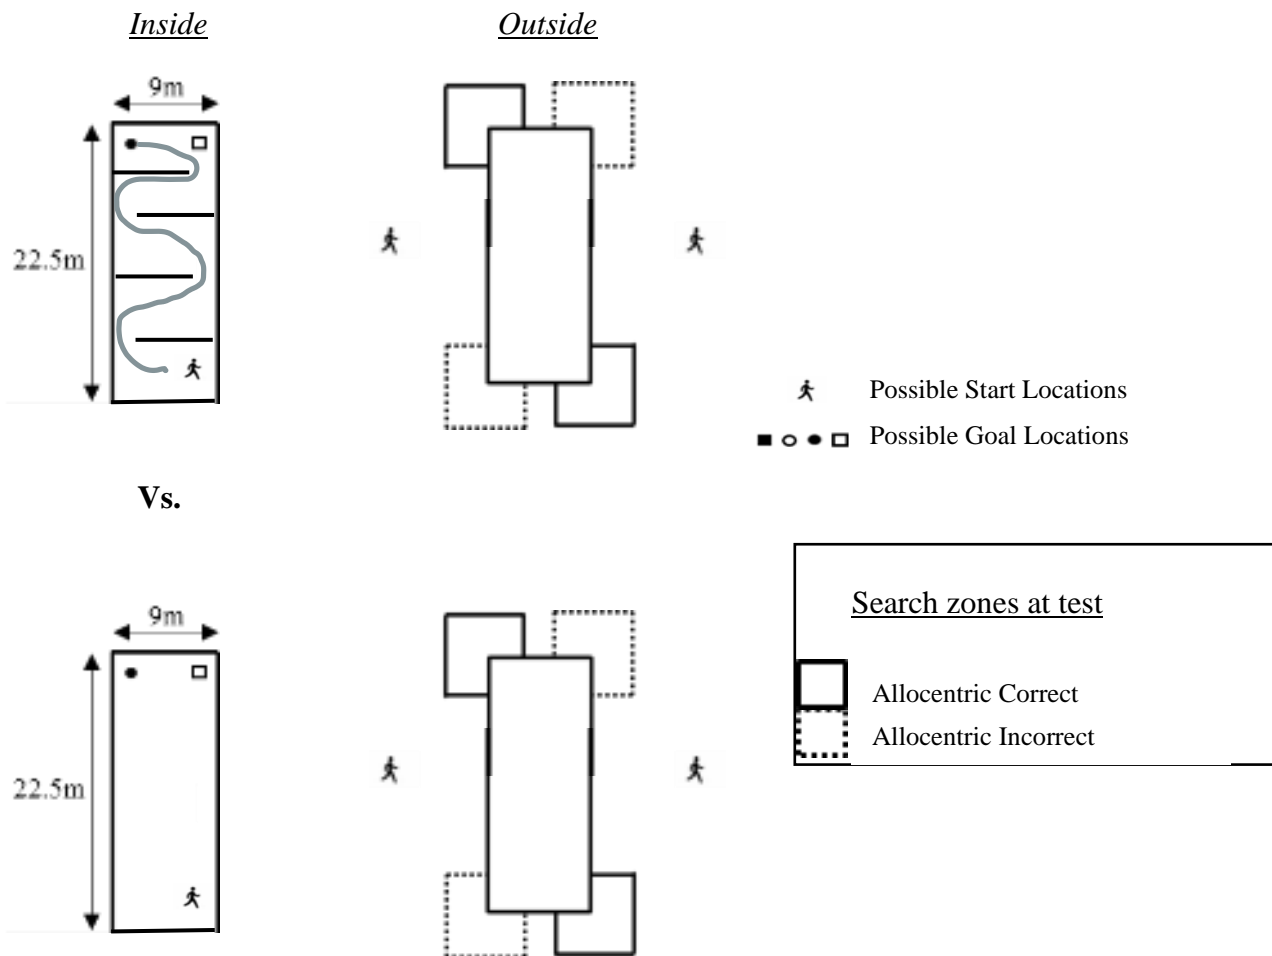 Inside
Outside
9m
22.5m
Possible Start Locations
Possible Goal Locations
Vs.
Search zones at test
Allocentric Correct
Allocentric Incorrect
9m
22.5m